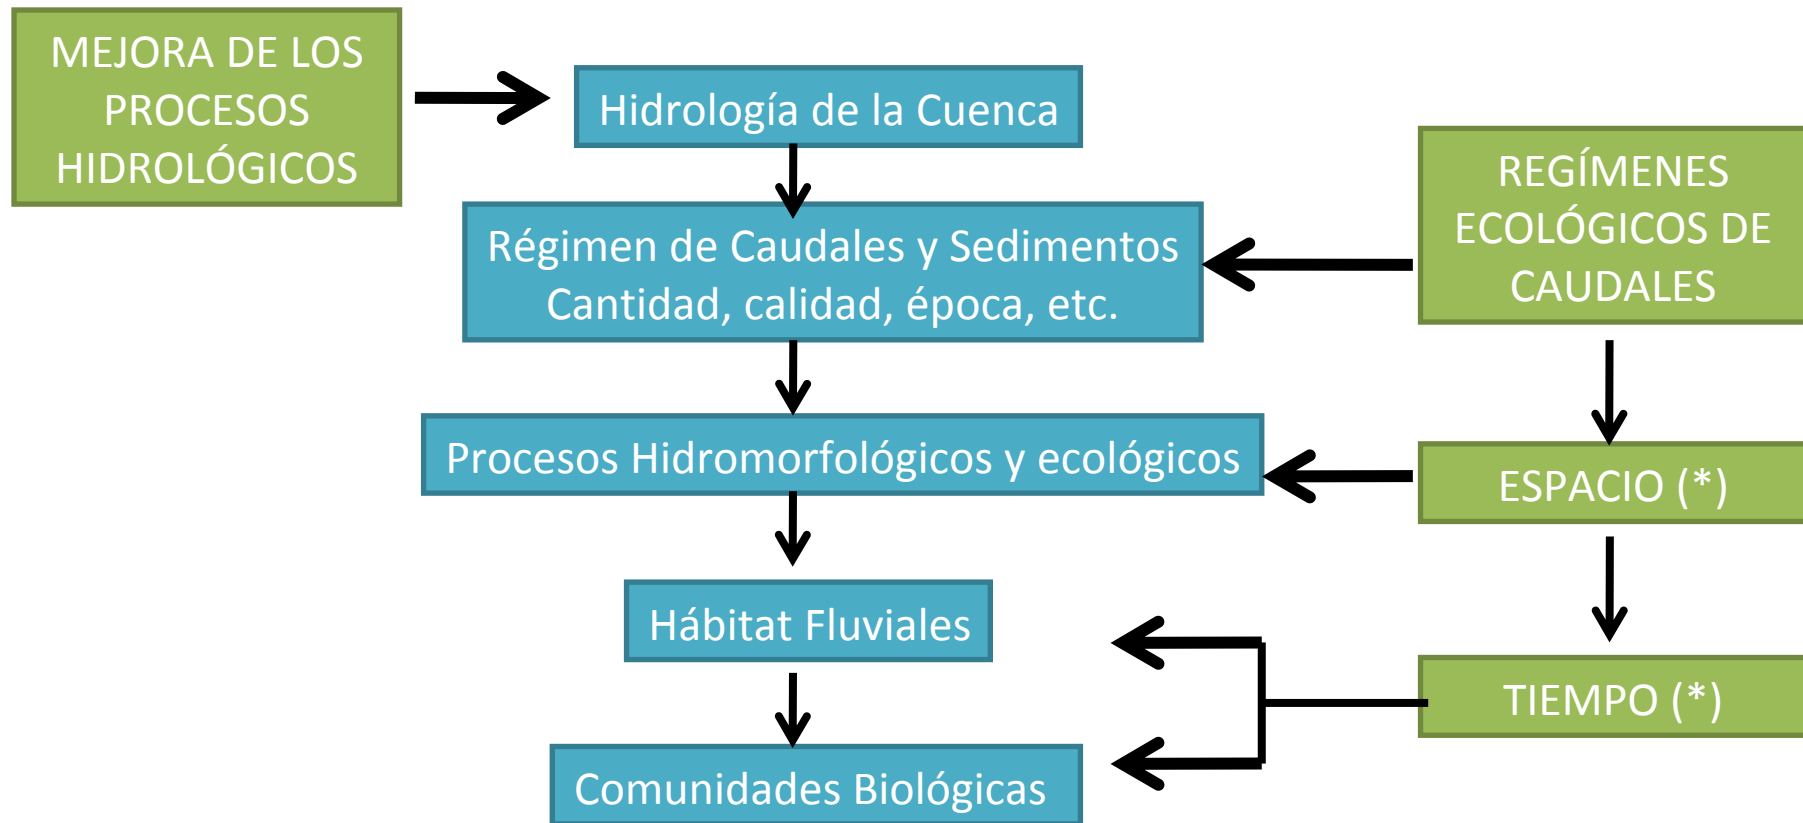 MEJORA DE LOS
PROCESOS
HIDROLÓGICOS
Hidrología de la Cuenca
Régimen de Caudales y Sedimentos
Cantidad, calidad, época, etc.
REGÍMENES
ECOLÓGICOS DE
CAUDALES
Procesos Hidromorfológicos y ecológicos
ESPACIO (*)
Hábitat Fluviales
TIEMPO (*)
Comunidades Biológicas